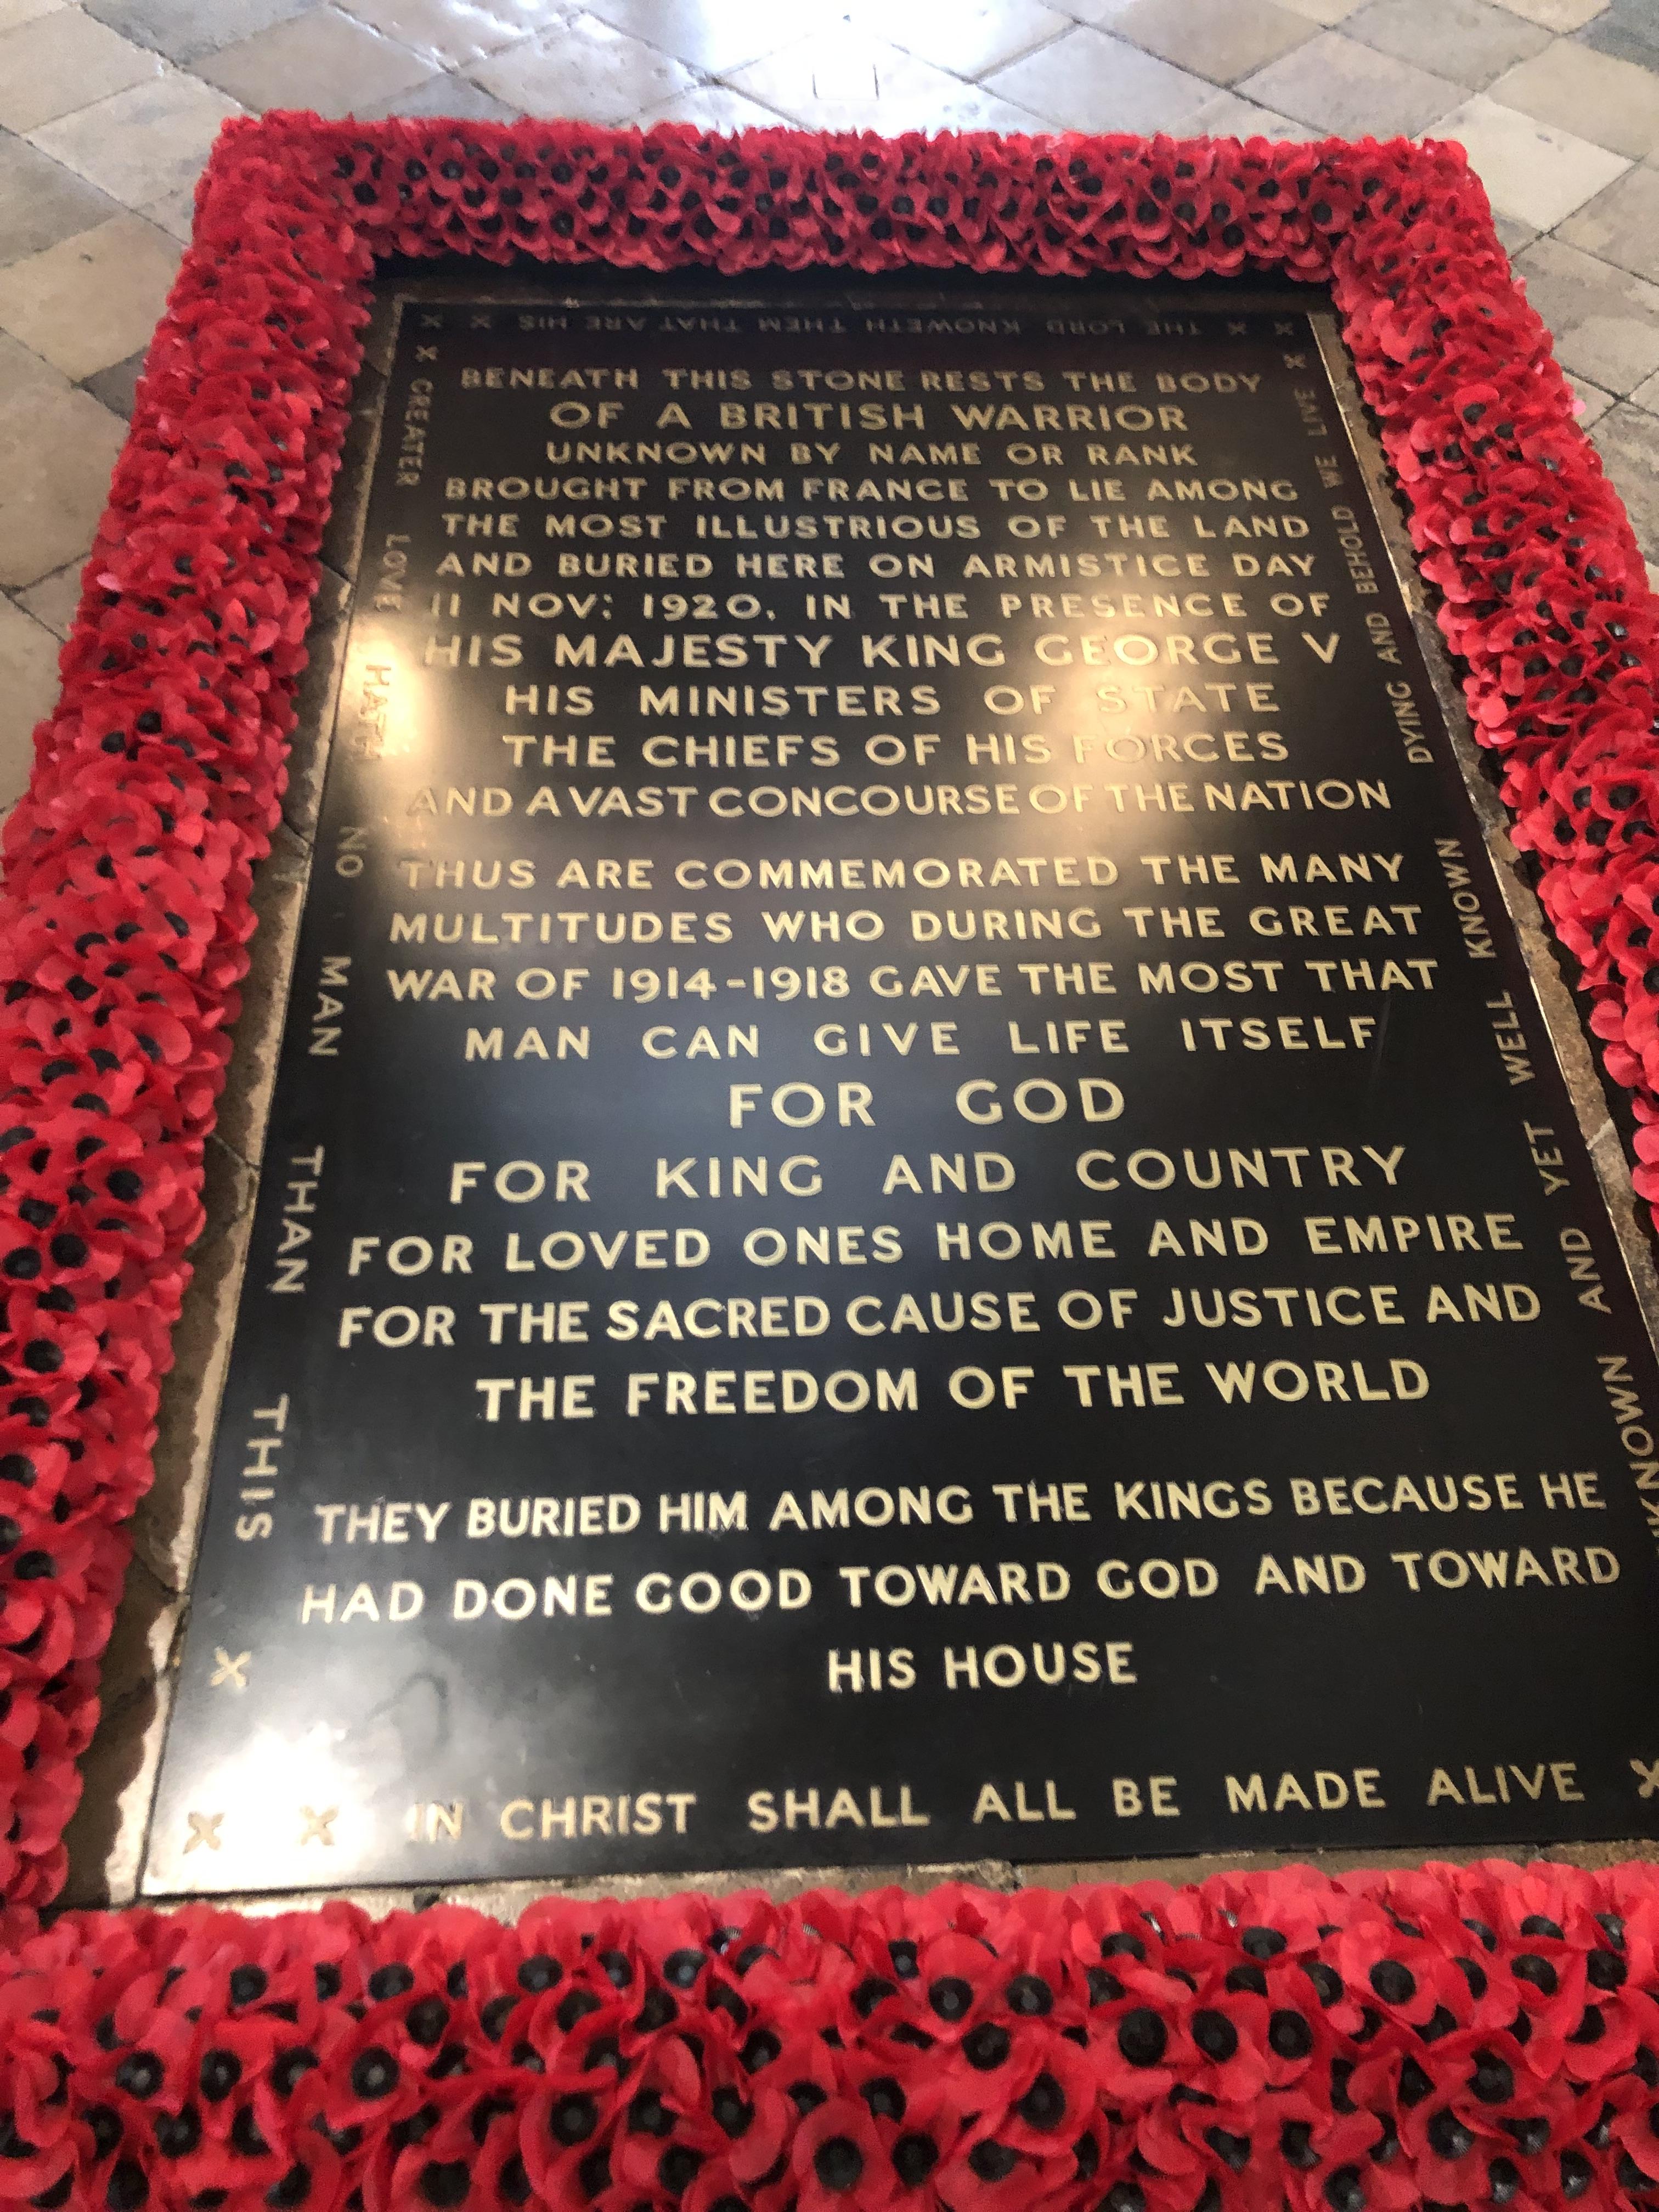 THE LORD KNOWETH THEM THAT ARE HIS
BENEATH THIS STONE RESTS THE BODY
OF A BRITISH WARRIOR
UNKNOWN BY NAME OR RANK
BROUGHT FROM FRANCE TO LIE AMONG
THE MOST ILLUSTRIOUS OF THE LAND
AND BURIED HERE ON ARMISTICE DAY
11 NOV: 1920, IN THE PRESENCE OF
HIS MAJESTY KING GEORGE V
HIS MINISTERS OF STATE
THE CHIEFS OF HIS FORCES
AND A VAST CONCOURSE OF THE NATION
THUS ARE COMMEMORATED THE MANY
MULTITUDES WHO DURING THE GREAT
WAR OF 1914-1918 GAVE THE MOST THAT
MAN CAN GIVE LIFE ITSELF
FOR GOD
FOR KING AND COUNTRY
FOR LOVED ONES HOME AND EMPIRE
FOR THE SACRED CAUSE OF JUSTICE AND
THE FREEDOM OF THE WORLD
THEY BURIED HIM AMONG THE KINGS BECAUSE HE
HAD DONE GOOD TOWARD GOD AND TOWARD
HIS HOUSE
IN CHRIST SHALL ALL BE MADE ALIVE
GREATER LOVE HATH NO MAN THAN THIS
NKNOWN AND YET WELL KNOWN DYING AND BEHOLD WE LIVE